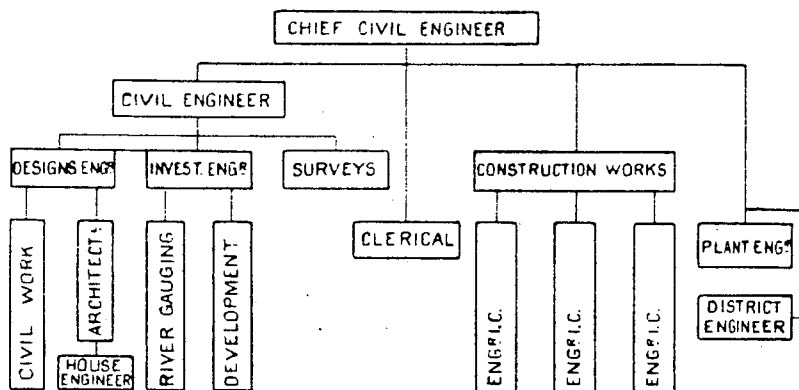 CHIEF CIVIL ENGINEER
CIVIL ENGINEER
DESIGNS ENGR
INVEST. ENGR
SURVEYS
CONSTRUCTION WORKS
CIVIL WORK
ARCHITECT
RIVER GAUGING
DEVELOPMENT
CLERICAL
ENGR I.C.
ENGR I.C.
ENGR I.C.
PLANT ENGR
HOUSE
ENGINEER
DISTRICT
ENGINEER